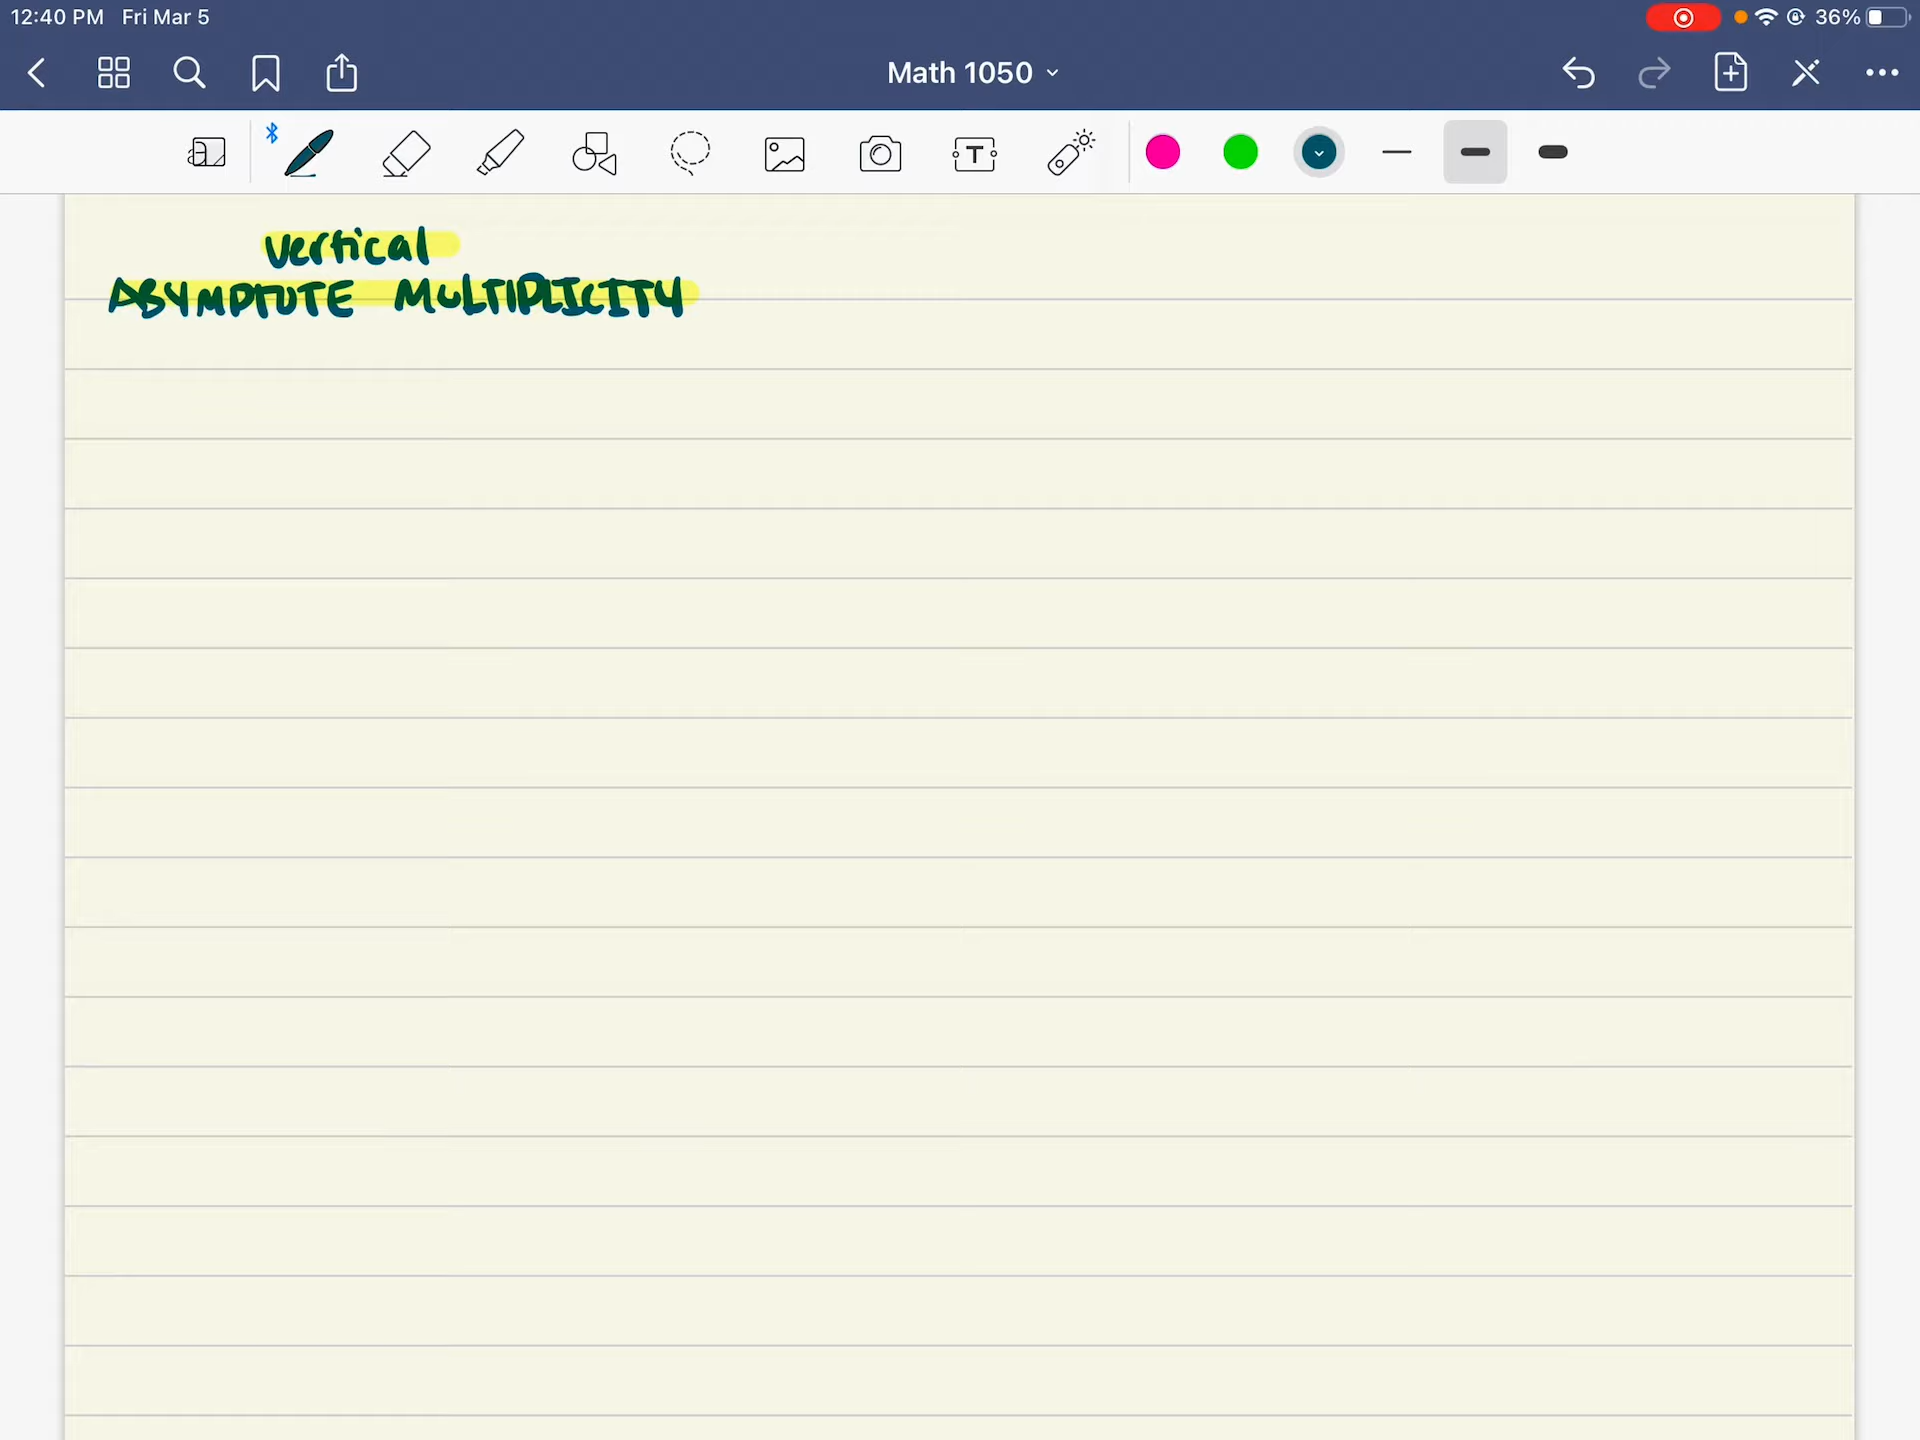 12:40 PM Fri Mar 5 36%
Math 1050
T
vertical
ASYMPTOTE MULTIPLICITY